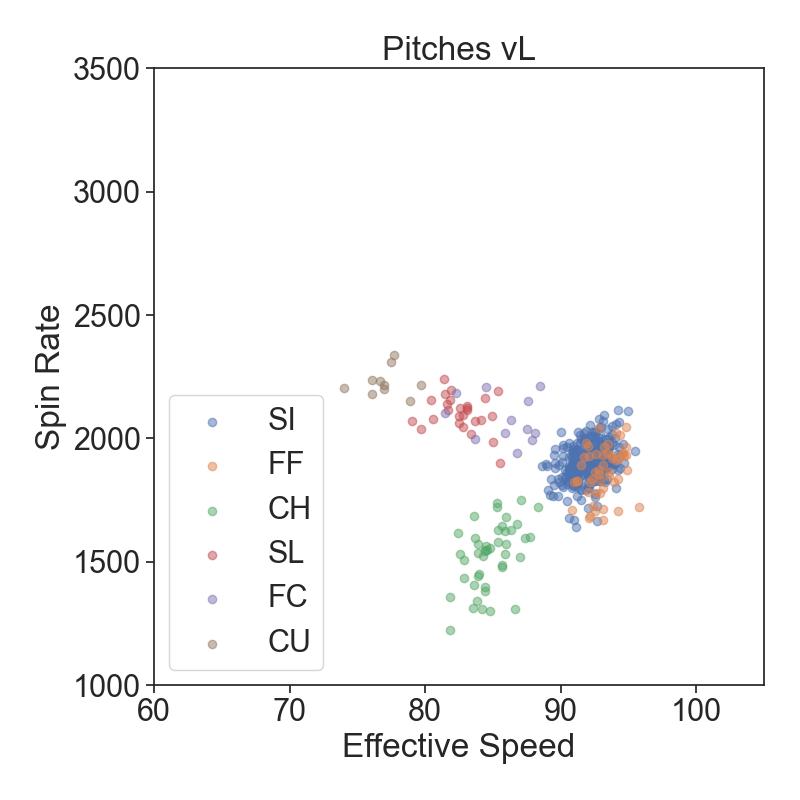 Pitches vL
3500
3000
2500
2000
1500
1000
Spin Rate
SI
FF
CH
SL
FC
CU
60
70
80
90
100
Effective Speed